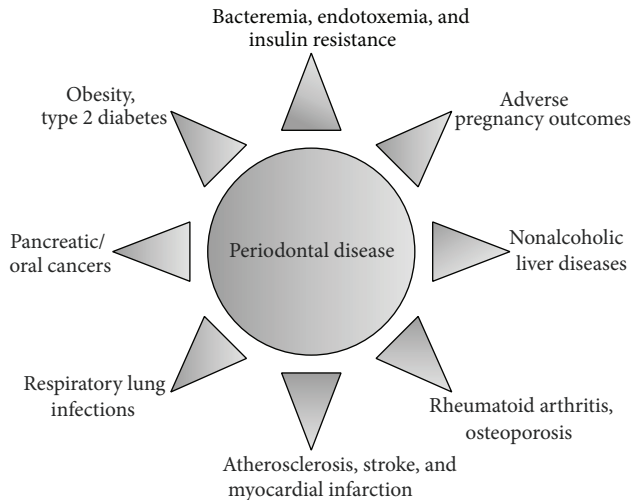 Bacteremia, endotoxemia, and
insulin resistance
Obesity,
type 2 diabetes
Adverse
pregnancy outcomes
Pancreatic/
oral cancers
Periodontal disease
Nonalcoholic
liver diseases
Respiratory lung
infections
Rheumatoid arthritis,
osteoporosis
Atherosclerosis, stroke, and
myocardial infarction